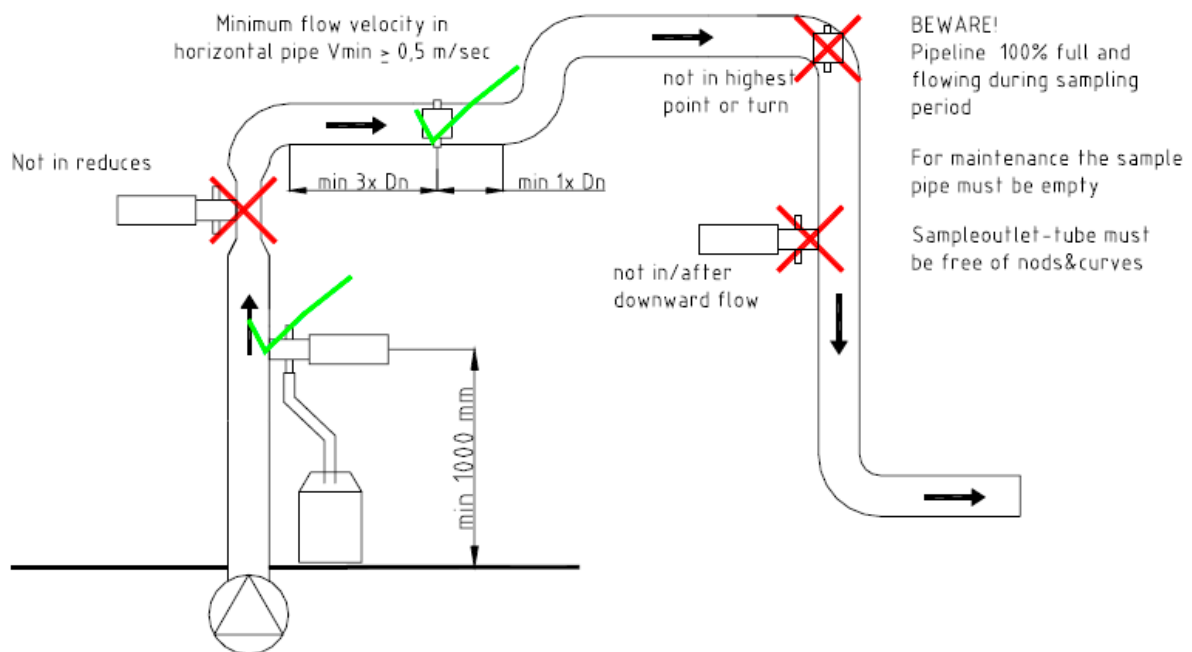 Minimum flow velocity in
horizontal pipe Vmin ≥ 0,5 m/sec
BEWARE!
Pipeline 100% full and
flowing during sampling
period
not in highest
point or turn
Not in reduces
min 3x Dn
min 1x Dn
For maintenance the sample
pipe must be empty
Sampleoutlet-tube must
be free of nods&curves
not in/after
downward flow
min 1000 mm